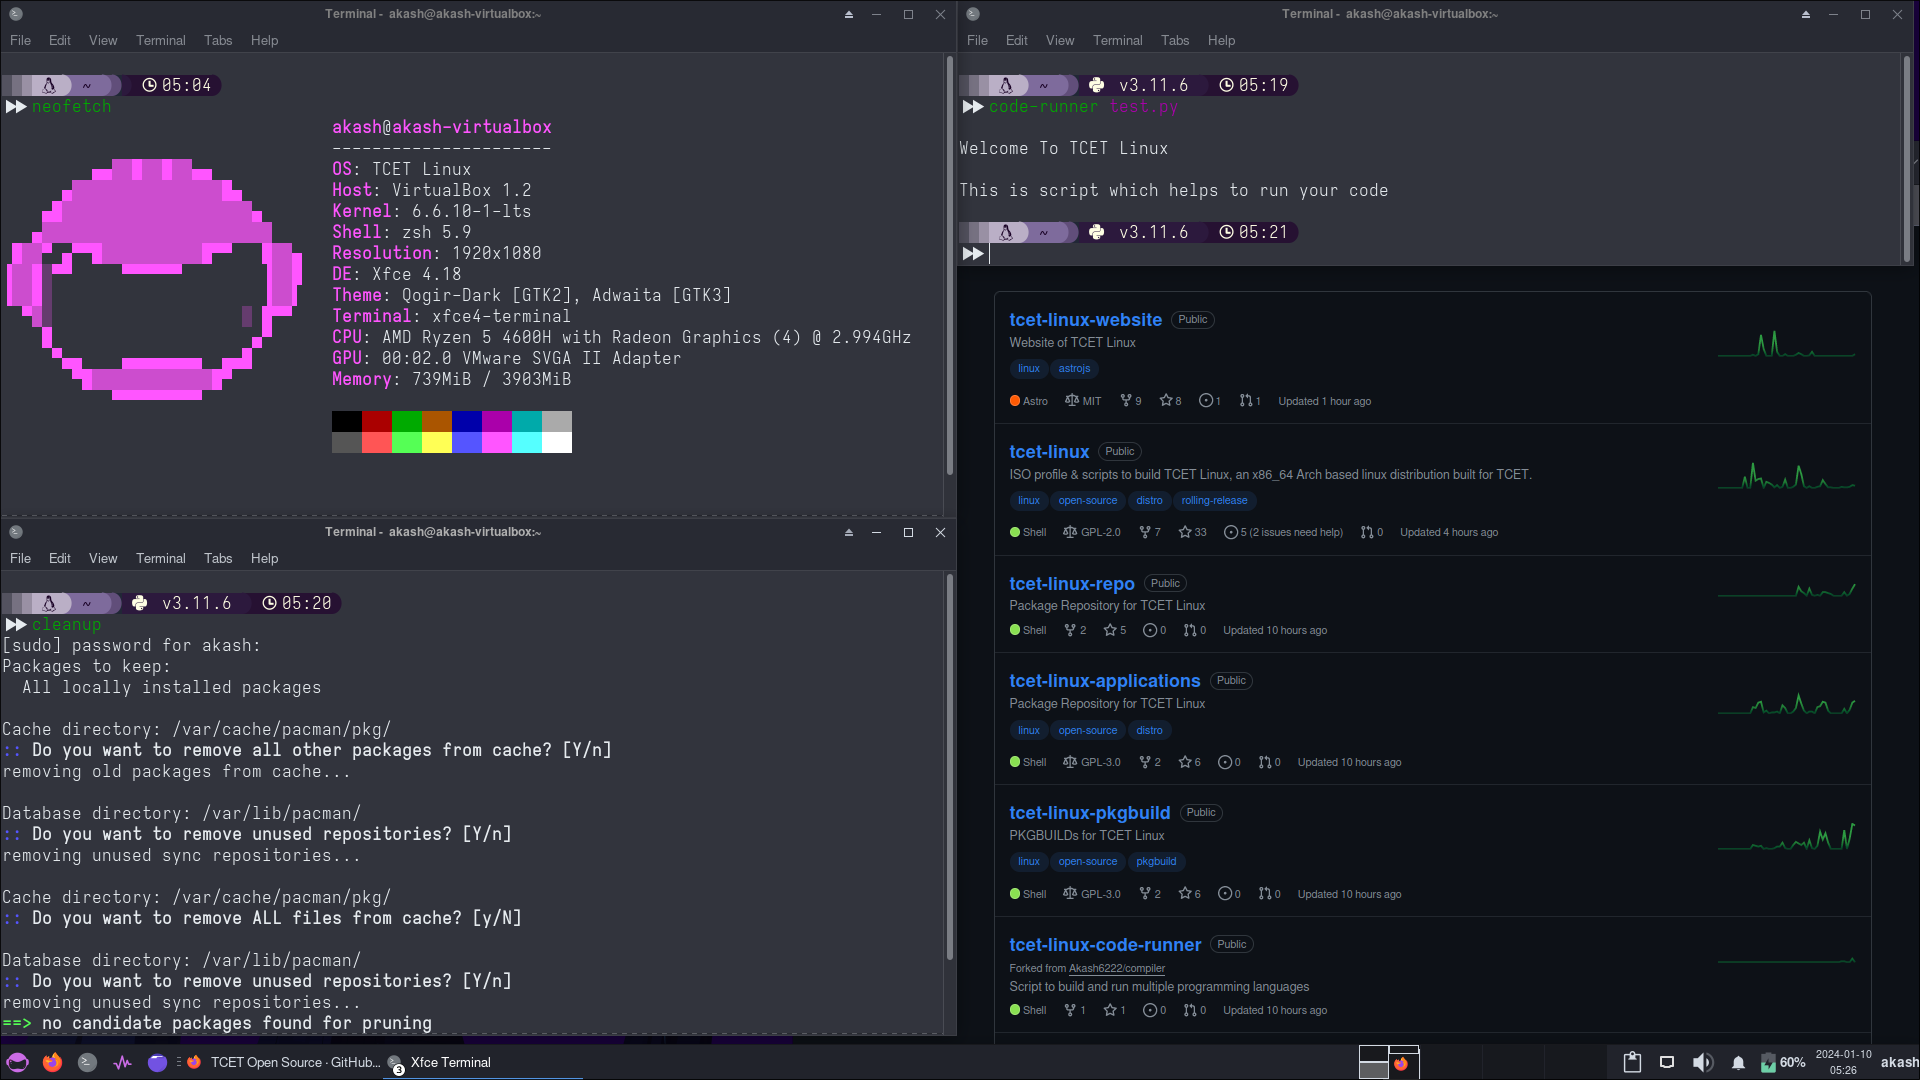 Terminal - akash@akash-virtualbox:~
File Edit View Terminal Tabs Help
~ 05:04
neofetch
akash@akash-virtualbox
----------------------
OS: TCET Linux
Host: VirtualBox 1.2
Kernel: 6.6.10-1-lts
Shell: zsh 5.9
Resolution: 1920x1080
DE: Xfce 4.18
Theme: Qogir-Dark [GTK2], Adwaita [GTK3]
Terminal: xfce4-terminal
CPU: AMD Ryzen 5 4600H with Radeon Graphics (4) @ 2.994GHz
GPU: 00:02.0 VMware SVGA II Adapter
Memory: 739MiB / 3903MiB
Terminal - akash@akash-virtualbox:~
File Edit View Terminal Tabs Help
~ v3.11.6 05:20
cleanup
[sudo] password for akash:
Packages to keep:
All locally installed packages
Cache directory: /var/cache/pacman/pkg/
:: Do you want to remove all other packages from cache? [Y/n]
removing old packages from cache...
Database directory: /var/lib/pacman/
:: Do you want to remove unused repositories? [Y/n]
removing unused sync repositories...
Cache directory: /var/cache/pacman/pkg/
:: Do you want to remove ALL files from cache? [y/N]
Database directory: /var/lib/pacman/
:: Do you want to remove unused repositories? [Y/n]
removing unused sync repositories...
==> no candidate packages found for pruning
Terminal - akash@akash-virtualbox:~
File Edit View Terminal Tabs Help
~ v3.11.6 05:19
code-runner test.py
Welcome To TCET Linux
This is script which helps to run your code
~ v3.11.6 05:21
tcet-linux-website Public
Website of TCET Linux
linux astrojs
Astro MIT 9 8 1 1 Updated 1 hour ago
tcet-linux Public
ISO profile & scripts to build TCET Linux, an x86_64 Arch based linux distribution built for TCET.
linux open-source distro rolling-release
Shell GPL-2.0 7 33 5 (2 issues need help) 0 Updated 4 hours ago
tcet-linux-repo Public
Package Repository for TCET Linux
Shell 2 5 0 0 Updated 10 hours ago
tcet-linux-applications Public
Package Repository for TCET Linux
linux open-source distro
Shell GPL-3.0 2 6 0 0 Updated 10 hours ago
tcet-linux-pkgbuild Public
PKGBUILDs for TCET Linux
linux open-source pkgbuild
Shell GPL-3.0 2 6 0 0 Updated 10 hours ago
tcet-linux-code-runner Public
Forked from Akash6222/compiler
Script to build and run multiple programming languages
Shell 1 1 0 0 Updated 10 hours ago
TCET Open Source · GitHub... 3 Xfce Terminal 60% 2024-01-10 akash
05:26